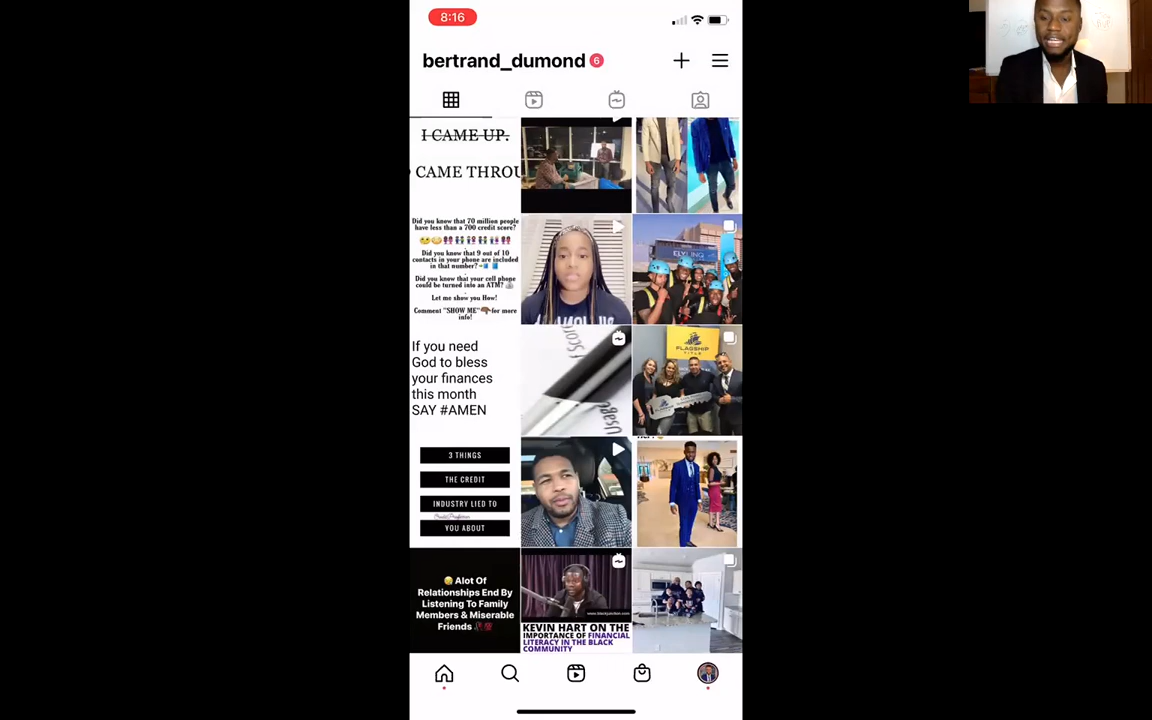 8:16
bertrand_dumond 6
I CAME UP.
CAME THROU
Did you know that 70 million people
have less than a 700 credit score?
Did you know that 9 out of 10
contacts in your phone are included
in that number?
Did you know that your cell phone
could be turned into an ATM?
Let me show you How!
Comment "SHOW ME" for more
info!
ELY
ING
If you need
God to bless
your finances
this month
SAY #AMEN
Usage
FLAGSHIP
TITLE
3 THINGS
THE CREDIT
INDUSTRY LIED TO
YOU ABOUT
Alot Of
Relationships End By
Listening To Family
Members & Miserable
Friends
KEVIN HART ON THE
IMPORTANCE OF FINANCIAL
LITERACY IN THE BLACK
COMMUNITY